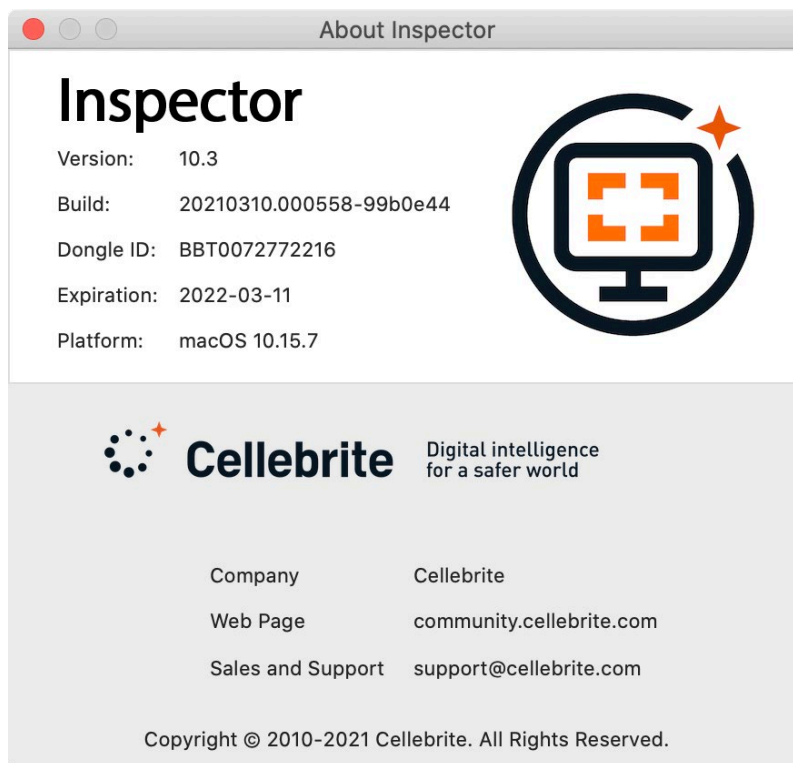 About Inspector
Inspector
Version: 10.3
Build: 20210310.000558-99b0e44
Dongle ID: BBT0072772216
Expiration: 2022-03-11
Platform: macOS 10.15.7
Cellebrite
Digital intelligence
for a safer world
Company Cellebrite
Web Page community.cellebrite.com
Sales and Support support@cellebrite.com
Copyright © 2010-2021 Cellebrite. All Rights Reserved.